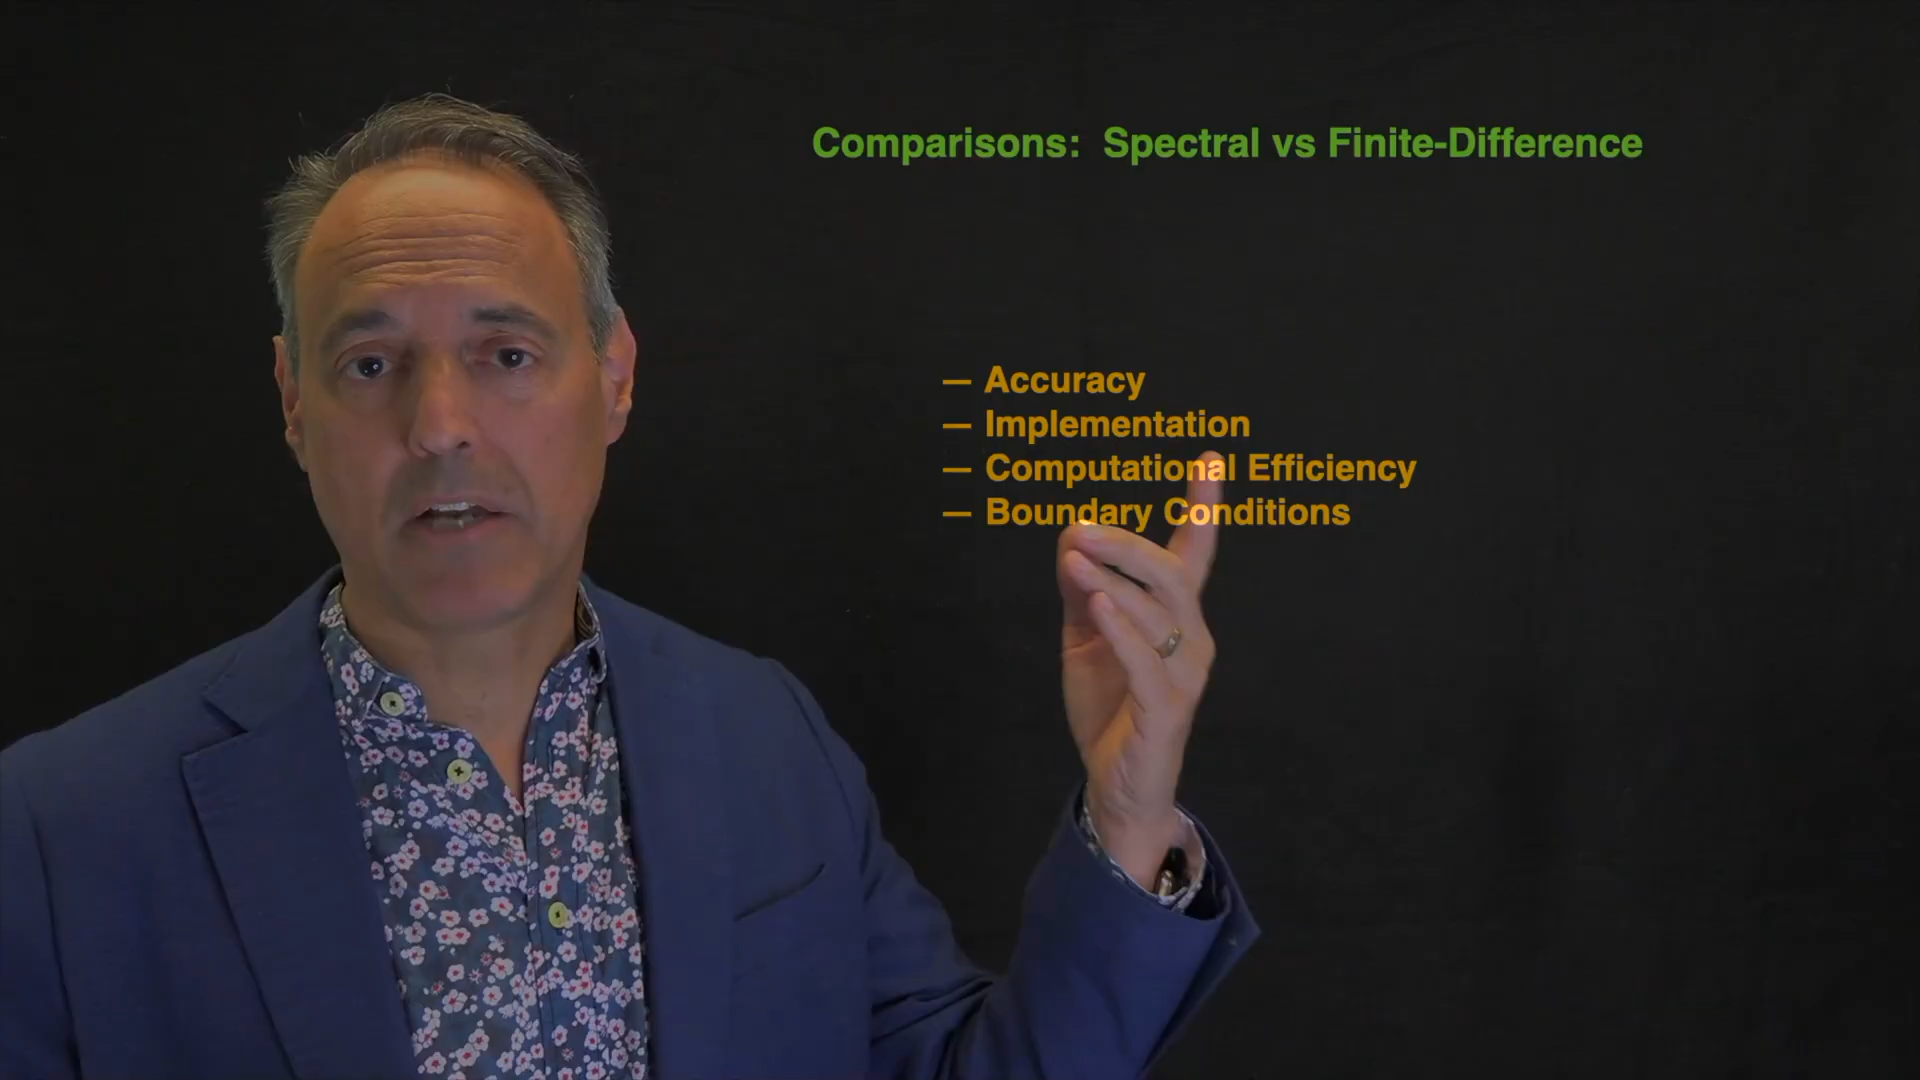 Comparisons: Spectral vs Finite-Difference
— Accuracy
— Implementation
— Computational Efficiency
— Boundary Conditions